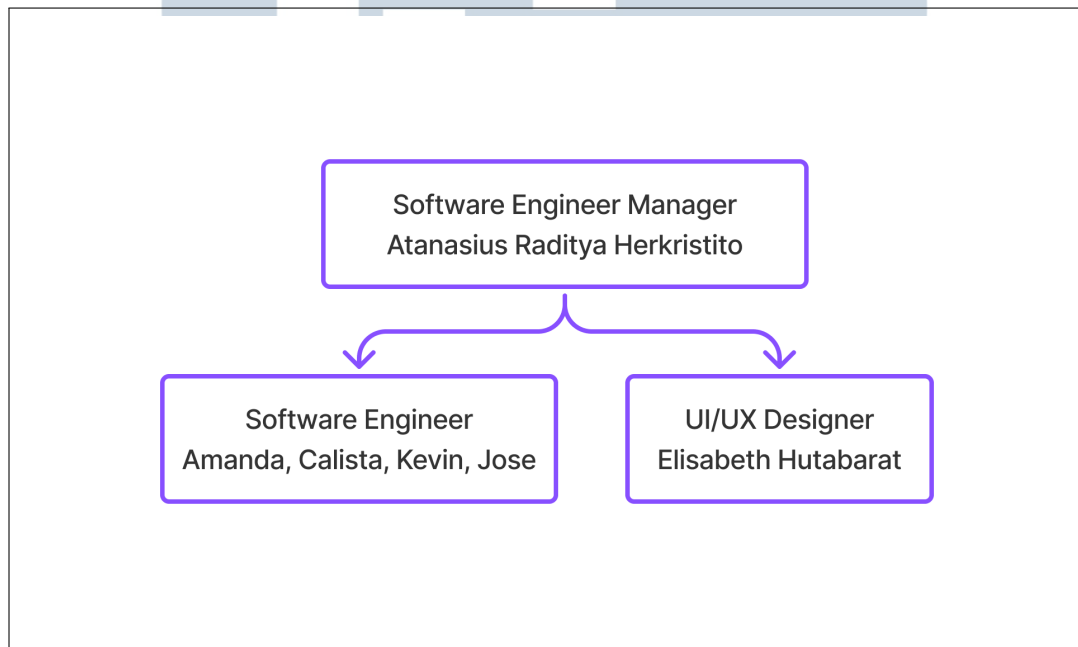 Software Engineer Manager
Atanasius Raditya Herkristito
Software Engineer
Amanda, Calista, Kevin, Jose
UI/UX Designer
Elisabeth Hutabarat